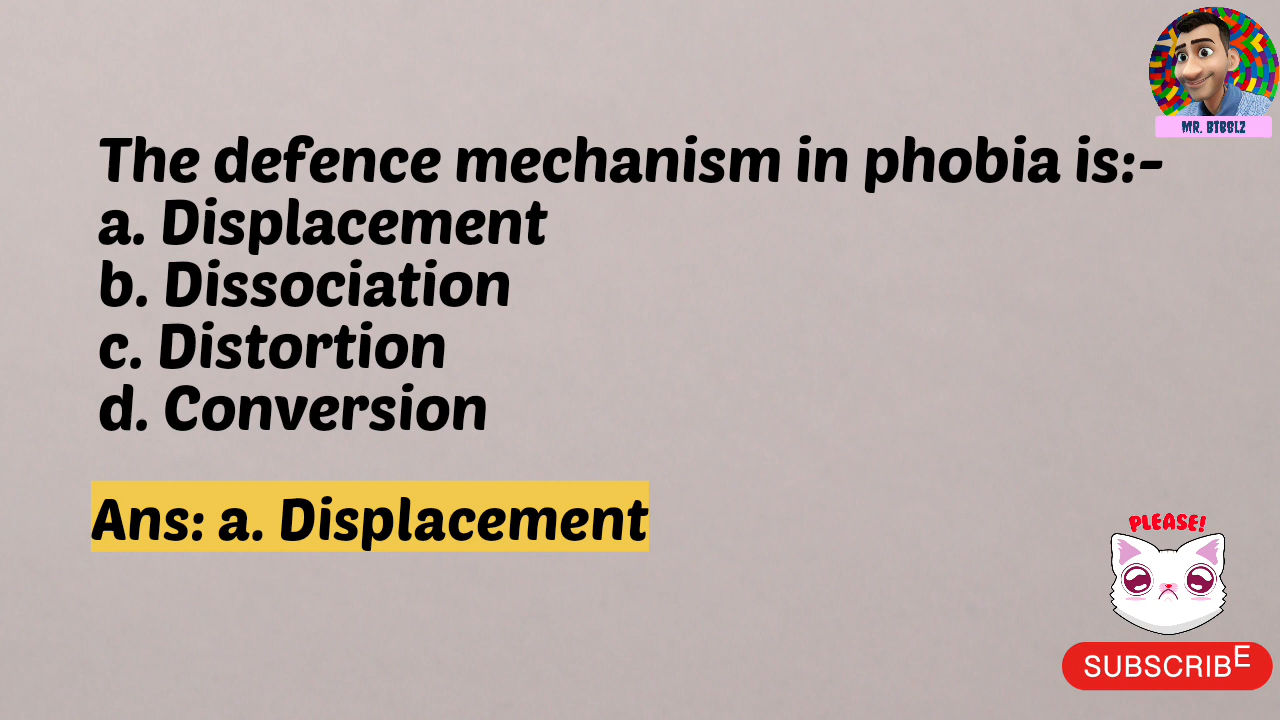 MR. BIBBLZ
The defence mechanism in phobia is:-
a. Displacement
b. Dissociation
c. Distortion
d. Conversion
Ans: a. Displacement
PLEASE!
SUBSCRIBE